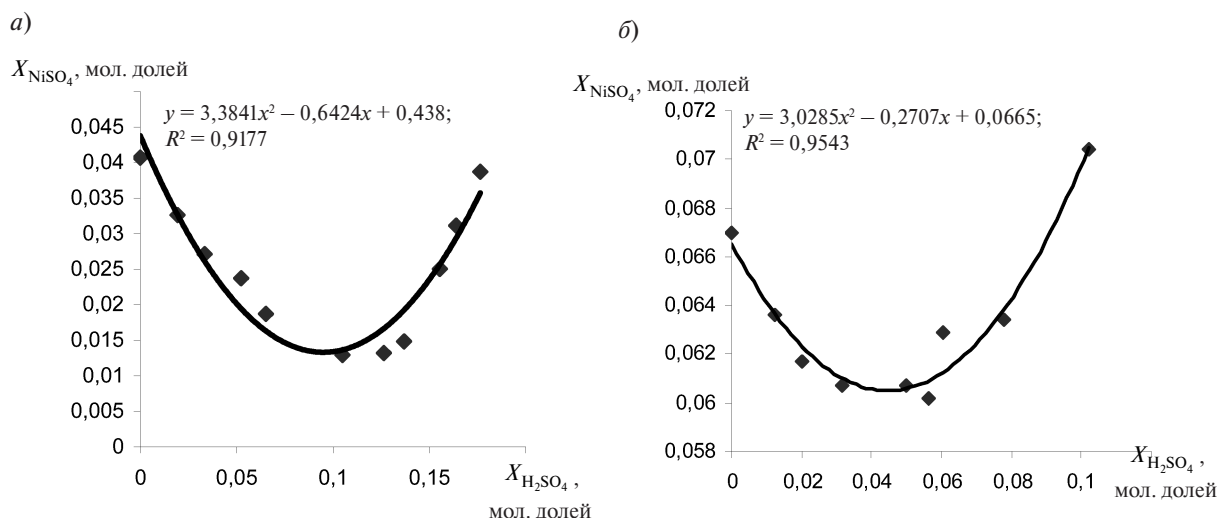 а)
X NiSO4, мол. долей
y = 3,3841x² – 0,6424x + 0,438;
R² = 0,9177
0,045
0,04
0,035
0,03
0,025
0,02
0,015
0,01
0,005
0
0 0,05 0,1 0,15
X H2SO4 ,
мол. долей
б)
X NiSO4, мол. долей
0,072
y = 3,0285x² – 0,2707x + 0,0665;
R² = 0,9543
0,07
0,068
0,066
0,064
0,062
0,06
0,058
0 0,02 0,04 0,06 0,08 0,1
X H2SO4 ,
мол. долей